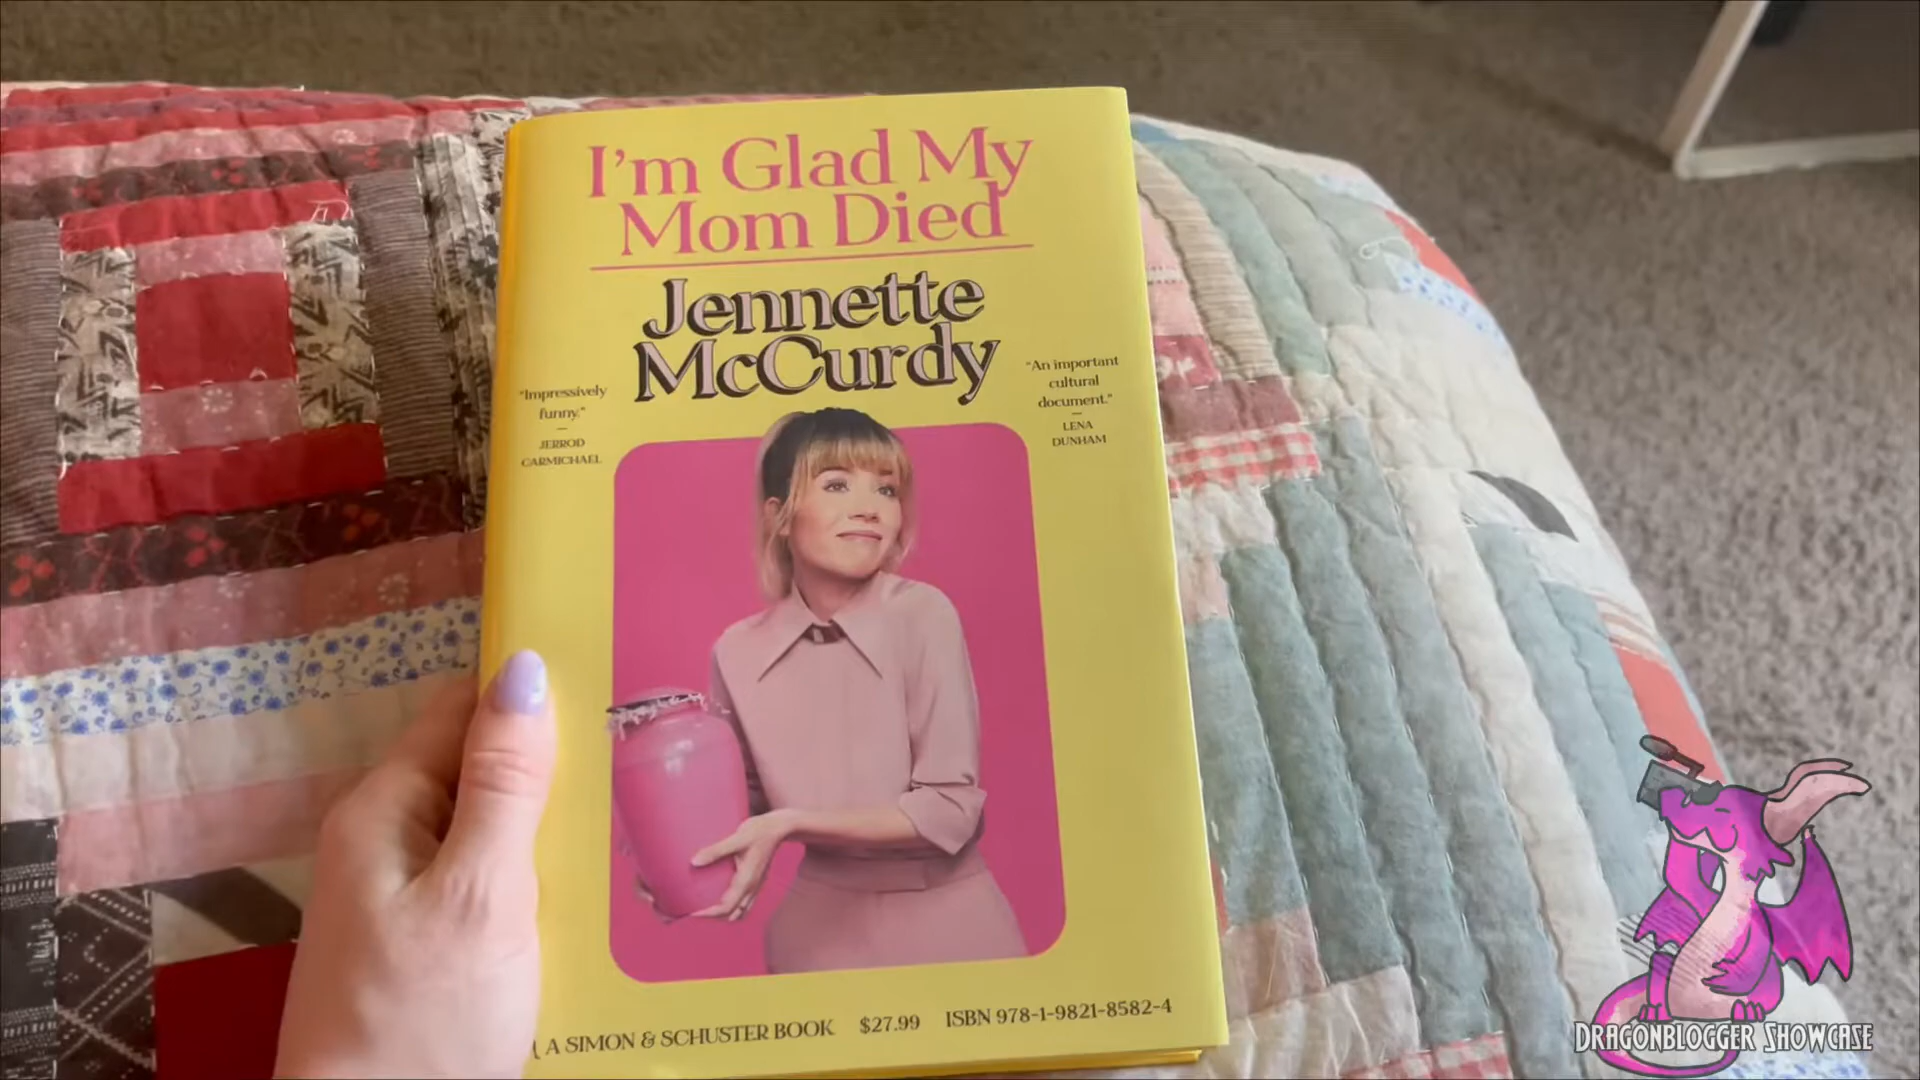 I'm Glad My
Mom Died
Jennette
McCurdy
"Impressively
funny."
—
JERROD
CARMICHAEL
"An important
cultural
document."
—
LENA
DUNHAM
A SIMON & SCHUSTER BOOK $27.99 ISBN 978-1-9821-8582-4
DRAGONBLOGGER SHOWCASE